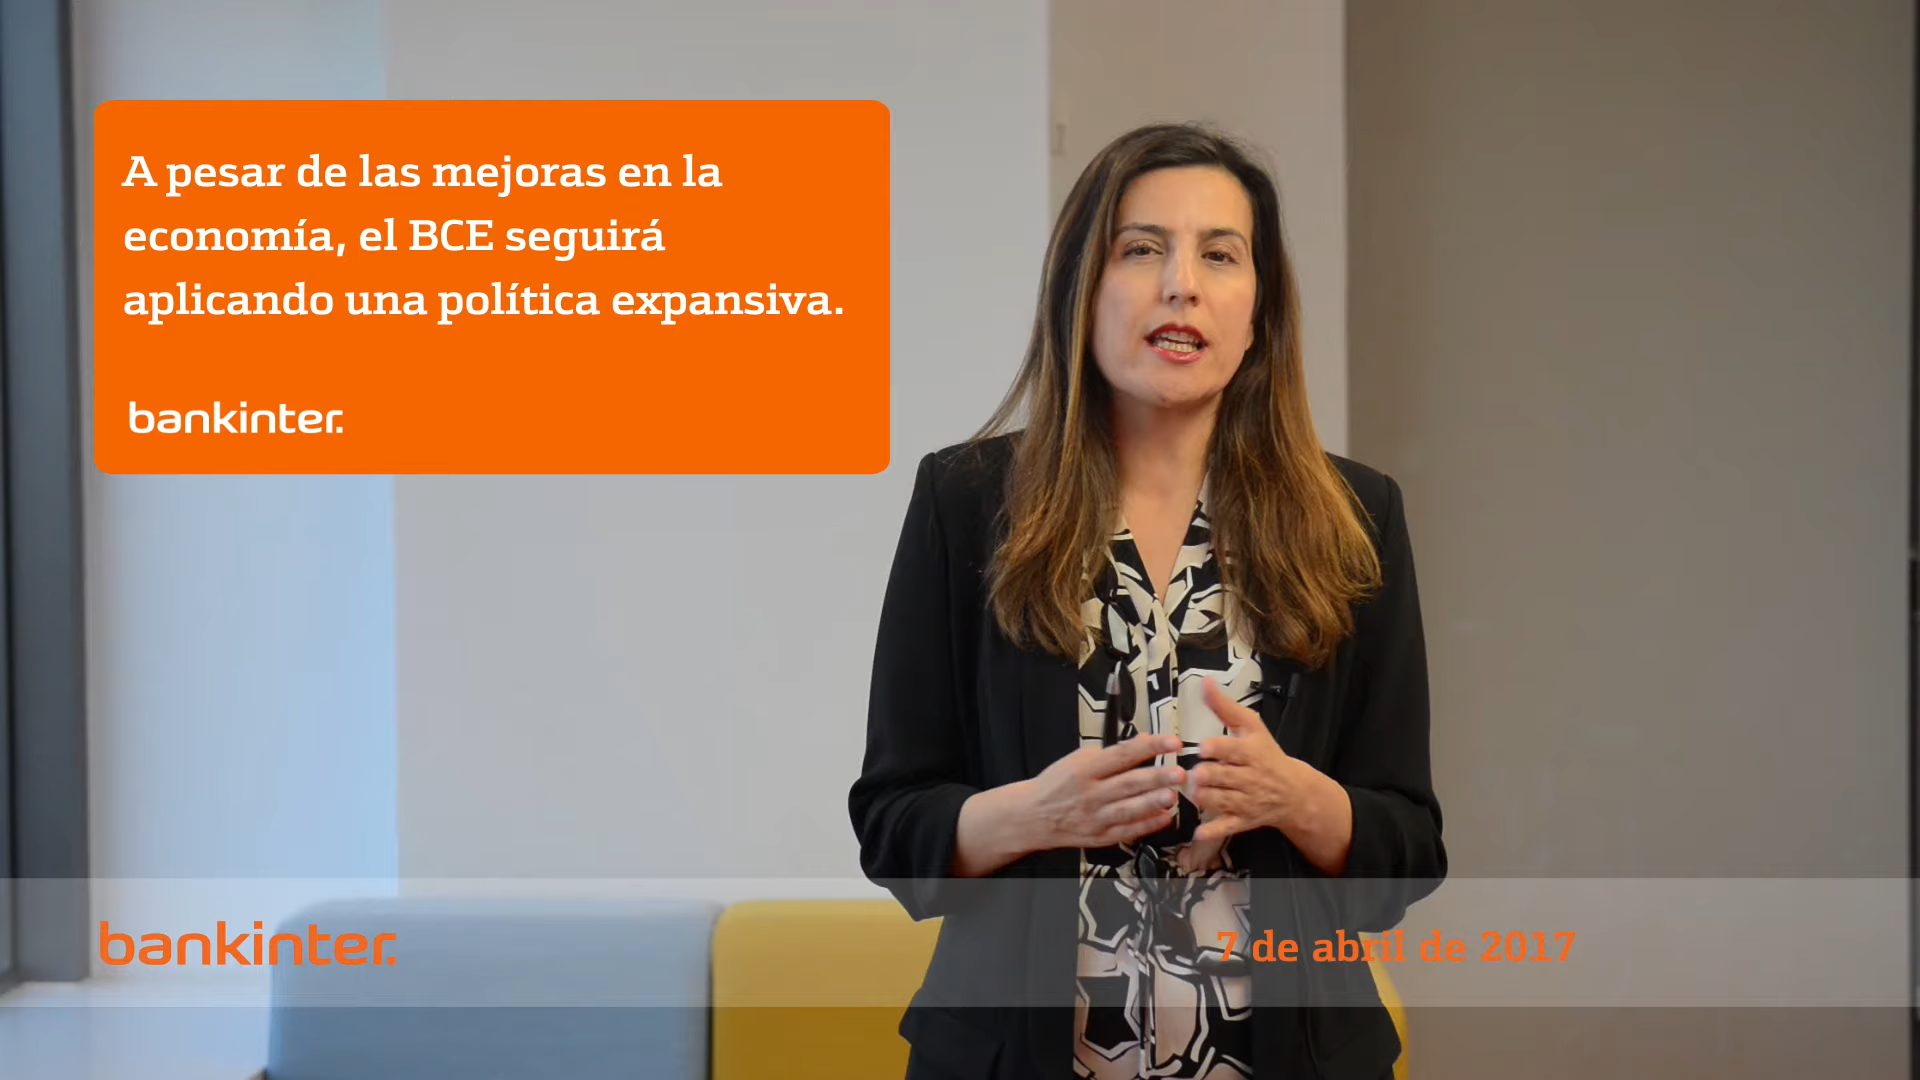 A pesar de las mejoras en la
economía, el BCE seguirá
aplicando una política expansiva.
bankinter.
bankinter.
7 de abril de 2017